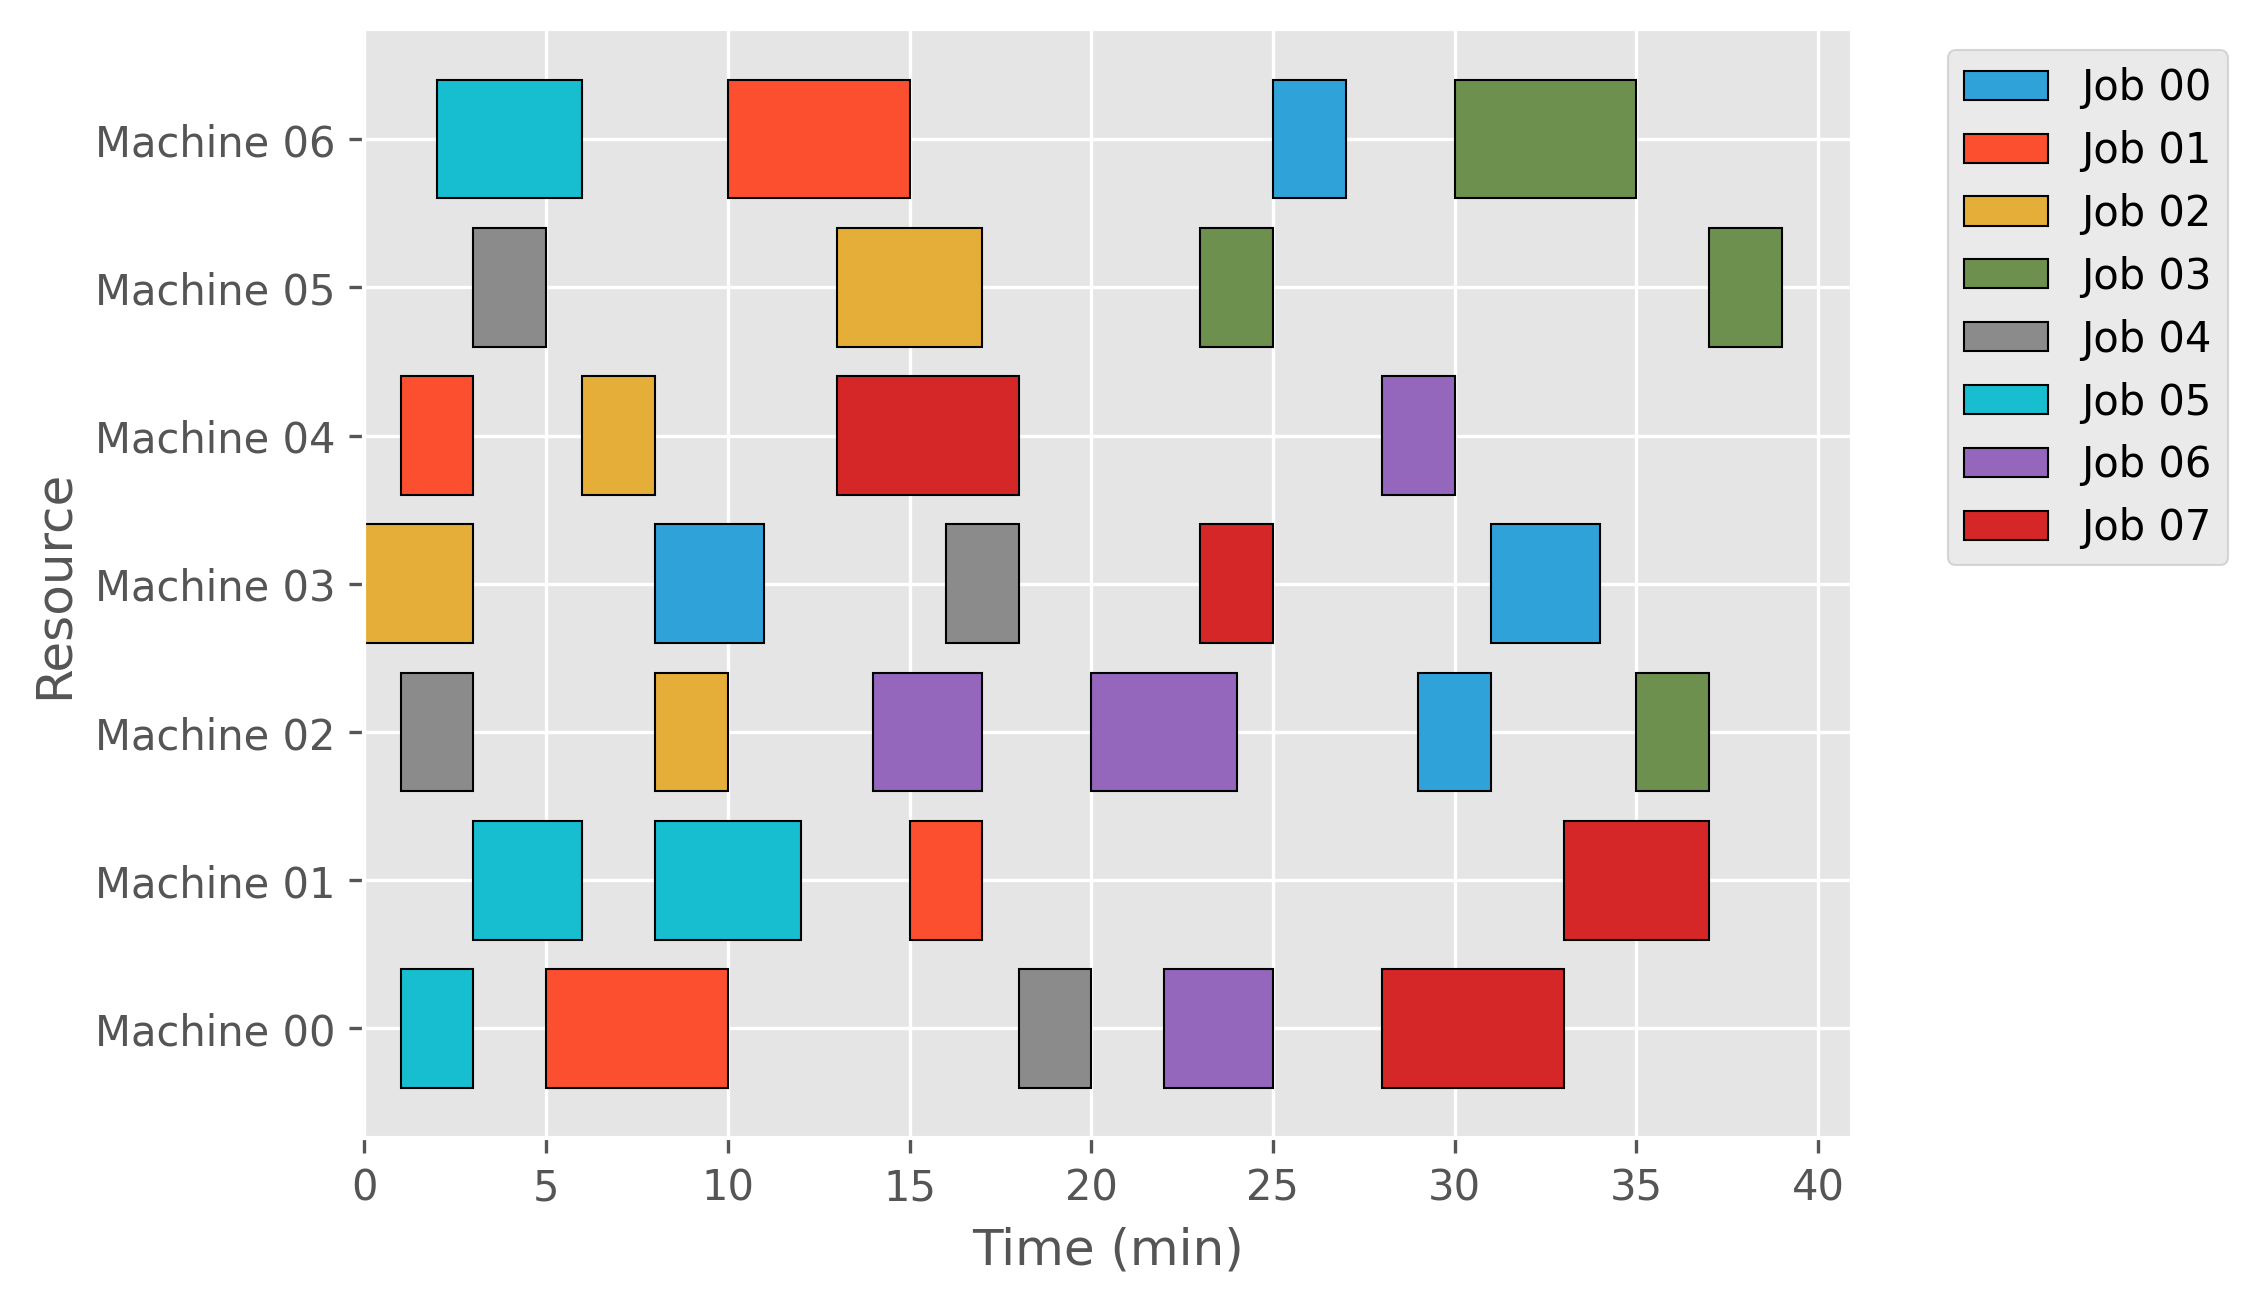 Machine 06
Machine 05
Machine 04
Machine 03
Machine 02
Machine 01
Machine 00
Resource
0 5 10 15 20 25 30 35 40
Time (min)
Job 00
Job 01
Job 02
Job 03
Job 04
Job 05
Job 06
Job 07